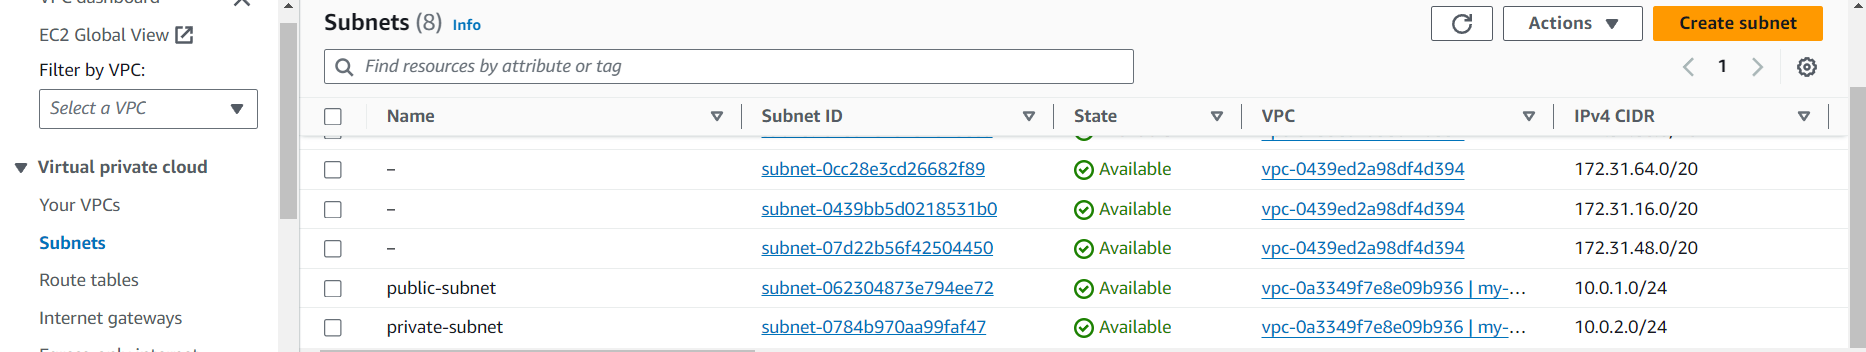 VPC dashboard
EC2 Global View
Filter by VPC:
Select a VPC
Virtual private cloud
Your VPCs
Subnets
Route tables
Internet gateways
Subnets (8) Info
Actions
Create subnet
Find resources by attribute or tag
1
Name Subnet ID State VPC IPv4 CIDR
– subnet-0cc28e3cd26682f89 Available vpc-0439ed2a98df4d394 172.31.64.0/20
– subnet-0439bb5d0218531b0 Available vpc-0439ed2a98df4d394 172.31.16.0/20
– subnet-07d22b56f42504450 Available vpc-0439ed2a98df4d394 172.31.48.0/20
public-subnet subnet-062304873e794ee72 Available vpc-0a3349f7e8e09b936 | my-... 10.0.1.0/24
private-subnet subnet-0784b970aa99faf47 Available vpc-0a3349f7e8e09b936 | my-... 10.0.2.0/24